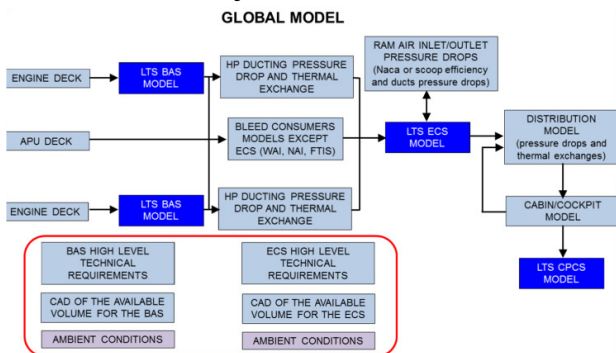 GLOBAL MODEL
ENGINE DECK
LTS BAS
MODEL
HP DUCTING PRESSURE
DROP AND THERMAL
EXCHANGE
RAM AIR INLET/OUTLET
PRESSURE DROPS
(Naca or scoop efficiency
and ducts pressure drops)
APU DECK
BLEED CONSUMERS
MODELS EXCEPT
ECS (WAI, NAI, FTIS)
LTS ECS
MODEL
DISTRIBUTION
MODEL
(pressure drops and
thermal exchanges)
ENGINE DECK
LTS BAS
MODEL
HP DUCTING PRESSURE
DROP AND THERMAL
EXCHANGE
CABIN/COCKPIT
MODEL
LTS CPCS
MODEL
BAS HIGH LEVEL
TECHNICAL
REQUIREMENTS
ECS HIGH LEVEL
TECHNICAL
REQUIREMENTS
CAD OF THE AVAILABLE
VOLUME FOR THE BAS
CAD OF THE AVAILABLE
VOLUME FOR THE ECS
AMBIENT CONDITIONS
AMBIENT CONDITIONS